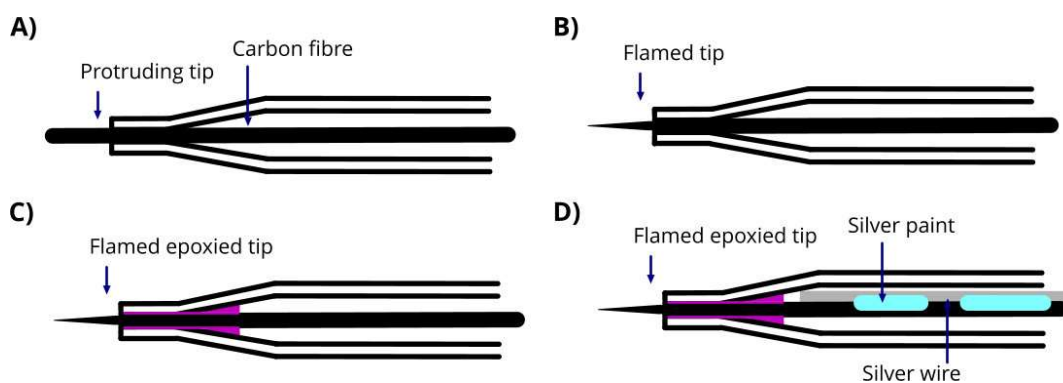 A)
Carbon fibre
Protruding tip
B)
Flamed tip
C)
Flamed epoxied tip
D)
Silver paint
Flamed epoxied tip
Silver wire